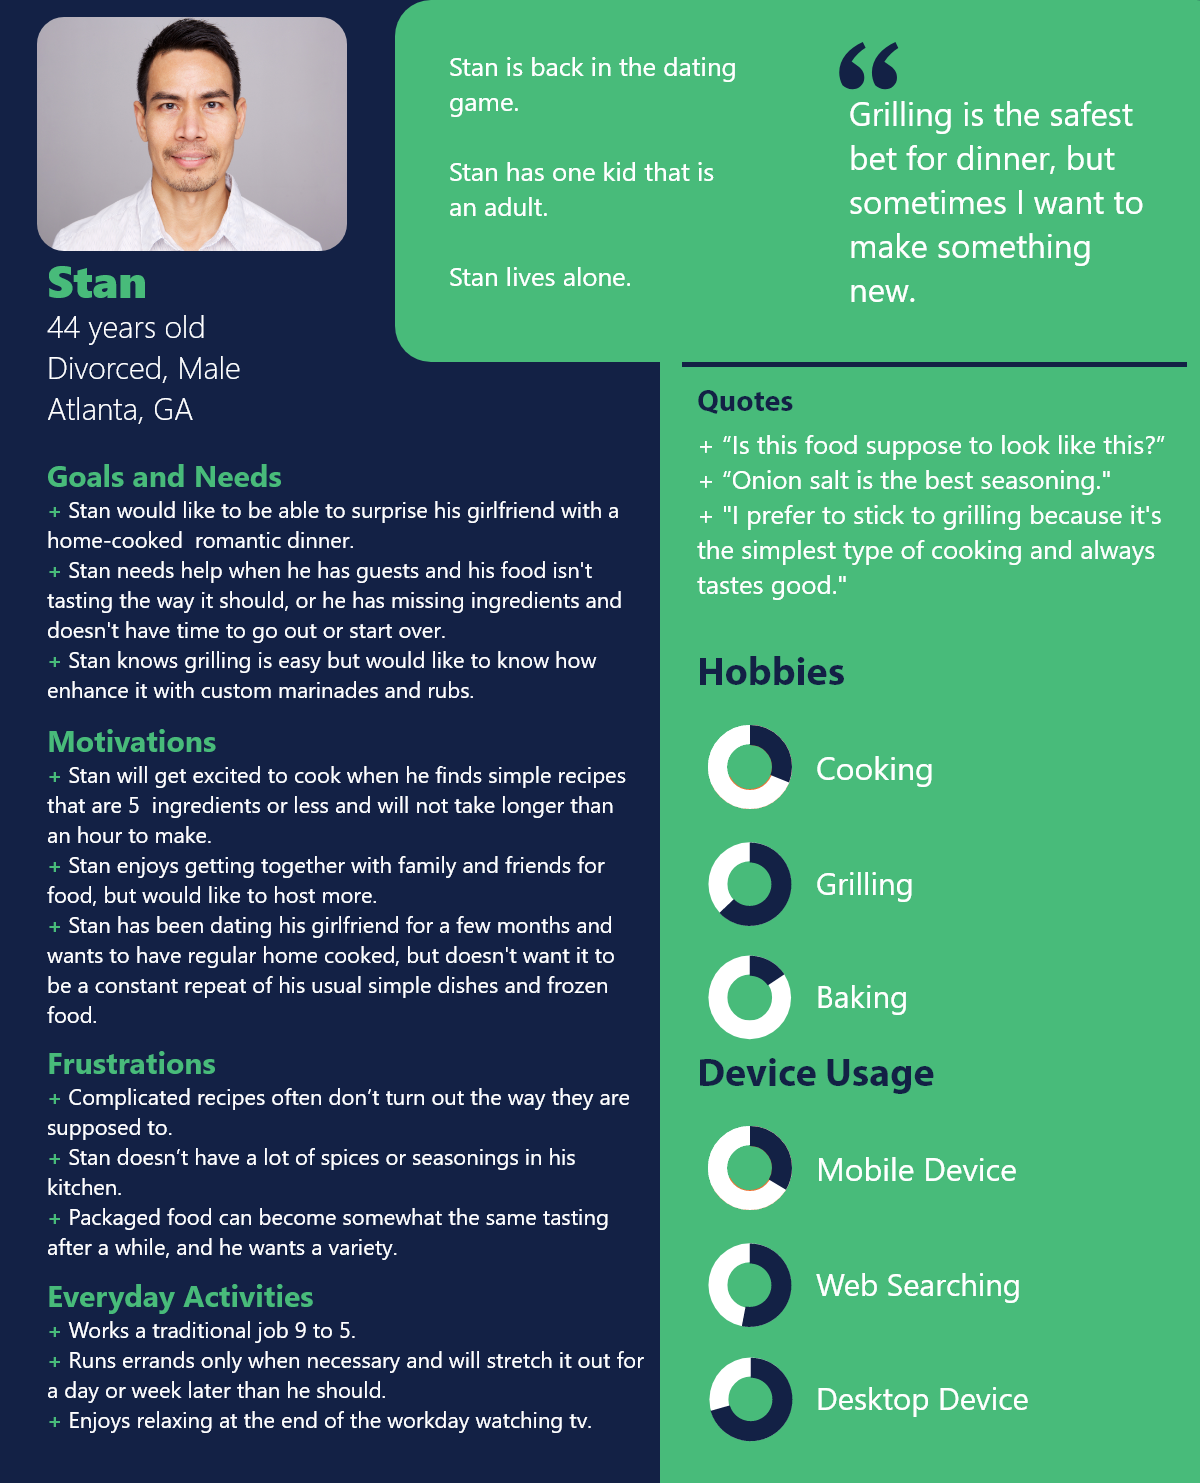 Stan is back in the dating
game.
Stan has one kid that is
an adult.
Stan lives alone.
“
Grilling is the safest
bet for dinner, but
sometimes I want to
make something
new.
Stan
44 years old
Divorced, Male
Atlanta, GA
Goals and Needs
+ Stan would like to be able to surprise his girlfriend with a
home-cooked  romantic dinner.
+ Stan needs help when he has guests and his food isn't
tasting the way it should, or he has missing ingredients and
doesn't have time to go out or start over.
+ Stan knows grilling is easy but would like to know how
enhance it with custom marinades and rubs.
Motivations
+ Stan will get excited to cook when he finds simple recipes
that are 5  ingredients or less and will not take longer than
an hour to make.
+ Stan enjoys getting together with family and friends for
food, but would like to host more.
+ Stan has been dating his girlfriend for a few months and
wants to have regular home cooked, but doesn't want it to
be a constant repeat of his usual simple dishes and frozen
food.
Frustrations
+ Complicated recipes often don’t turn out the way they are
supposed to.
+ Stan doesn’t have a lot of spices or seasonings in his
kitchen.
+ Packaged food can become somewhat the same tasting
after a while, and he wants a variety.
Everyday Activities
+ Works a traditional job 9 to 5.
+ Runs errands only when necessary and will stretch it out for
a day or week later than he should.
+ Enjoys relaxing at the end of the workday watching tv.
Quotes
+ “Is this food suppose to look like this?”
+ “Onion salt is the best seasoning."
+ "I prefer to stick to grilling because it's
the simplest type of cooking and always
tastes good."
Hobbies
Cooking
Grilling
Baking
Device Usage
Mobile Device
Web Searching
Desktop Device